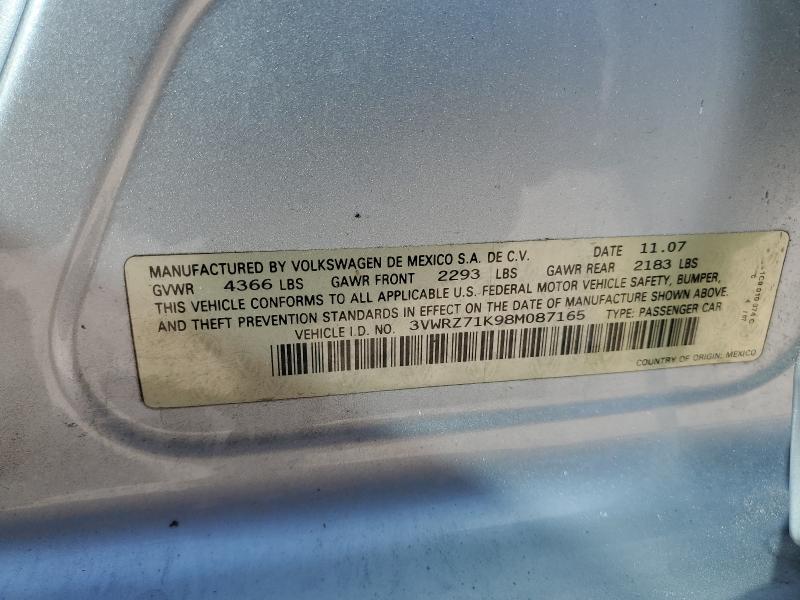 MANUFACTURED BY VOLKSWAGEN DE MEXICO S.A. DE C.V. DATE 11.07
GVWR 4366 LBS GAWR FRONT 2293 LBS GAWR REAR 2183 LBS
THIS VEHICLE CONFORMS TO ALL APPLICABLE U.S. FEDERAL MOTOR VEHICLE SAFETY, BUMPER,
AND THEFT PREVENTION STANDARDS IN EFFECT ON THE DATE OF MANUFACTURE SHOWN ABOVE.
VEHICLE I.D. NO. 3VWRZ71K98M087165 TYPE: PASSENGER CAR
COUNTRY OF ORIGIN: MEXICO